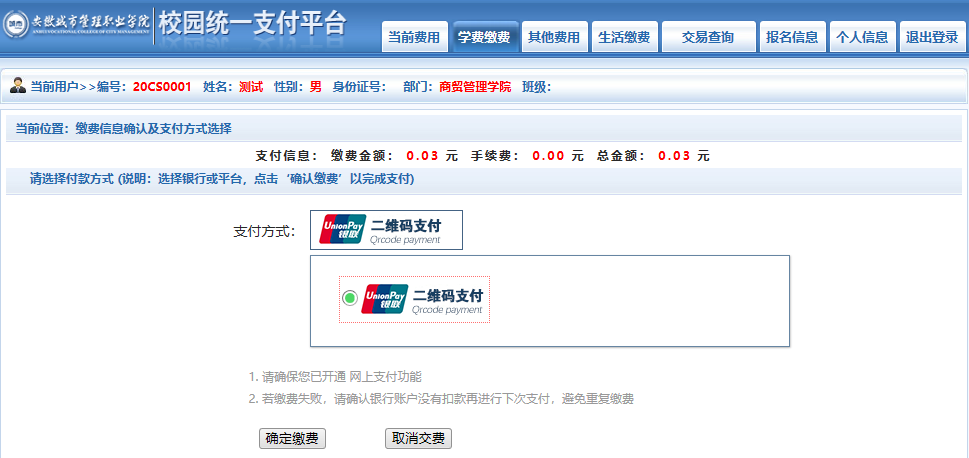 安徽城市管理职业学院 校园统一支付平台
当前费用 学费缴费 其他费用 生活缴费 交易查询 报名信息 个人信息 退出登录
当前用户>>编号：20CS0001 姓名：测试 性别：男 身份证号： 部门：商贸管理学院 班级：
当前位置：缴费信息确认及支付方式选择
支付信息： 缴费金额： 0.03 元 手续费： 0.00 元 总金额： 0.03 元
请选择付款方式 (说明：选择银行或平台，点击‘确认缴费’以完成支付)
支付方式： UnionPay 银联 二维码支付 Qrcode payment
UnionPay 银联 二维码支付 Qrcode payment
1. 请确保您已开通 网上支付功能
2. 若缴费失败，请确认银行账户没有扣款再进行下次支付，避免重复缴费
确定缴费 取消交费